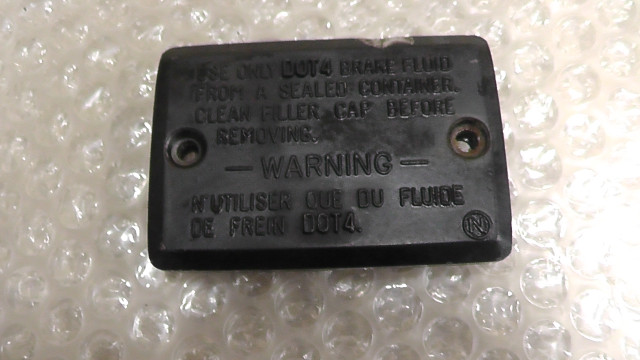 USE ONLY DOT4 BRAKE FLUID
FROM A SEALED CONTAINER.
CLEAN FILLER CAP BEFORE
REMOVING.
— WARNING —
N'UTILISER QUE DU FLUIDE
DE FREIN DOT4.
N